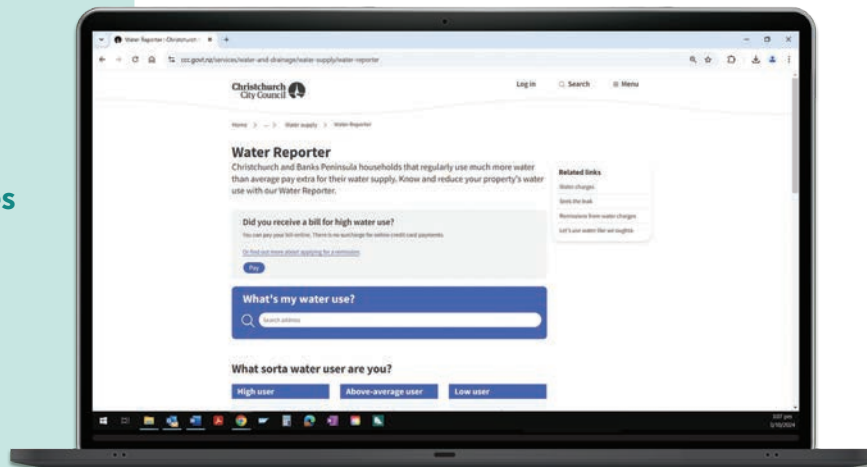 s
Water Reporter - Christchurch
ccc.govt.nz/services/water-and-drainage/water-supply/water-reporter
Christchurch
City Council
Log in
Search
Menu
Home > ... > Water supply > Water Reporter
Water Reporter
Christchurch and Banks Peninsula households that regularly use much more water
than average pay extra for their water supply. Know and reduce your property's water
use with our Water Reporter.
Related links
Water charges
Seek the leak
Remissions from water charges
Let's use water like we oughta
Did you receive a bill for high water use?
You can pay your bill online. There is no surcharge for online credit card payments.
Or find out more about applying for a remission
Pay
What's my water use?
Search address
What sorta water user are you?
High user
Above-average user
Low user
3:07 pm
3/10/2024